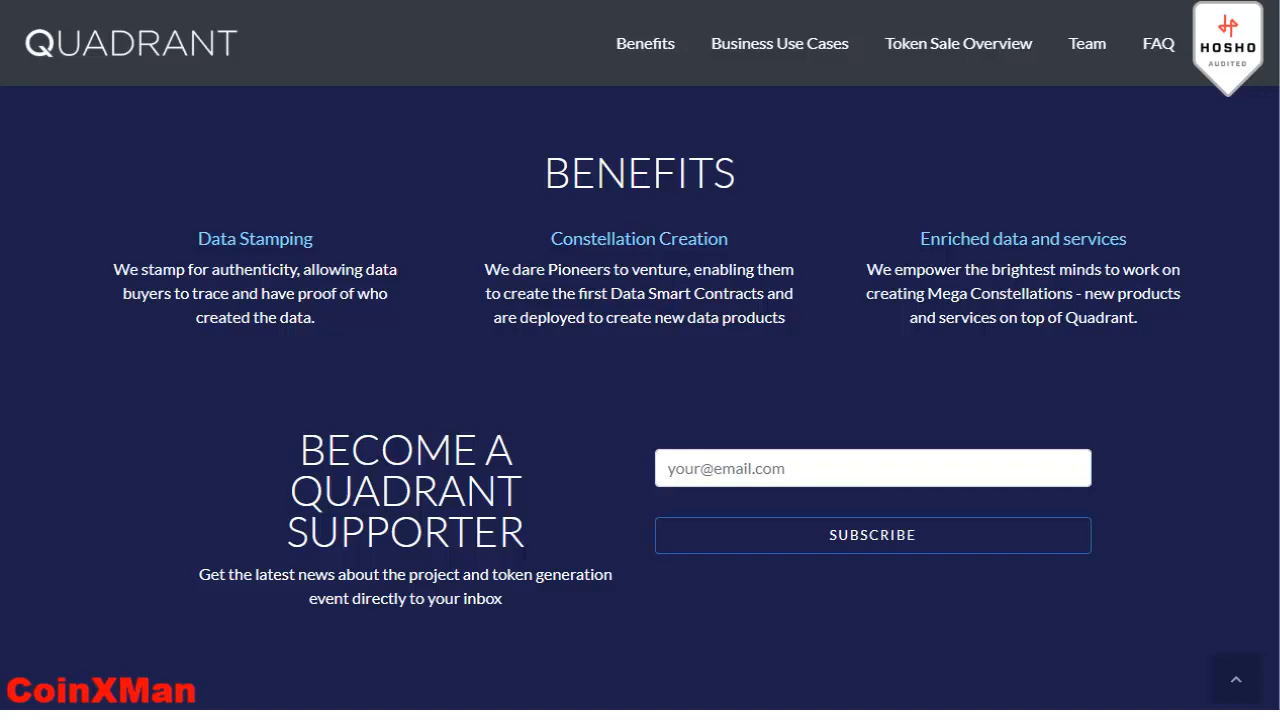 QUADRANT
Benefits
Business Use Cases
Token Sale Overview
Team
FAQ
HOSHO
AUDITED
BENEFITS
Data Stamping
We stamp for authenticity, allowing data
buyers to trace and have proof of who
created the data.
Constellation Creation
We dare Pioneers to venture, enabling them
to create the first Data Smart Contracts and
are deployed to create new data products
Enriched data and services
We empower the brightest minds to work on
creating Mega Constellations - new products
and services on top of Quadrant.
BECOME A
QUADRANT
SUPPORTER
Get the latest news about the project and token generation
event directly to your inbox
your@email.com
SUBSCRIBE
CoinXMan